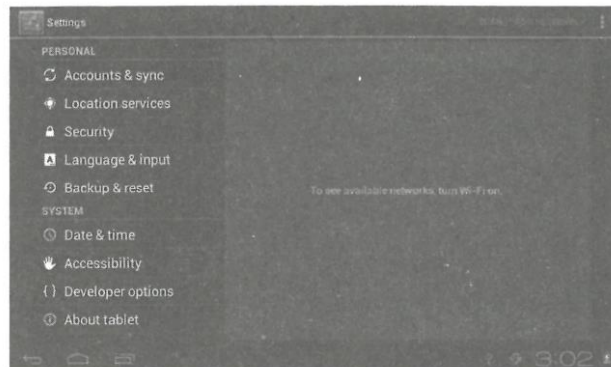 Settings
PERSONAL
Accounts & sync
Location services
Security
Language & input
Backup & reset
To see available networks, turn Wi-Fi on.
SYSTEM
Date & time
Accessibility
{ } Developer options
About tablet
3:02